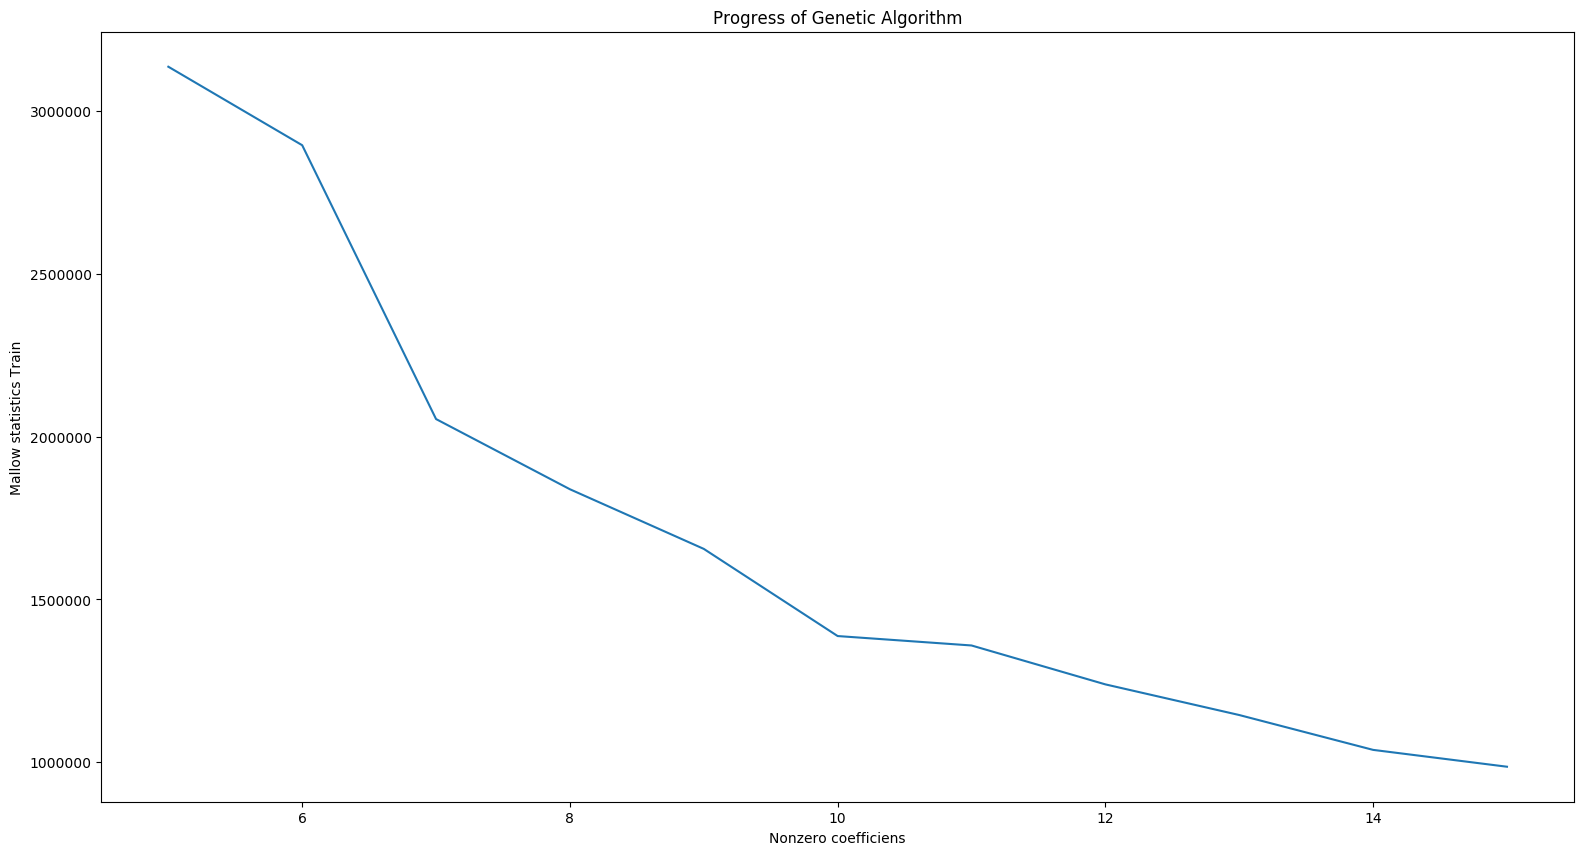 Progress of Genetic Algorithm
3000000
2500000
2000000
1500000
1000000
Mallow statistics Train
6 8 10 12 14
Nonzero coefficiens